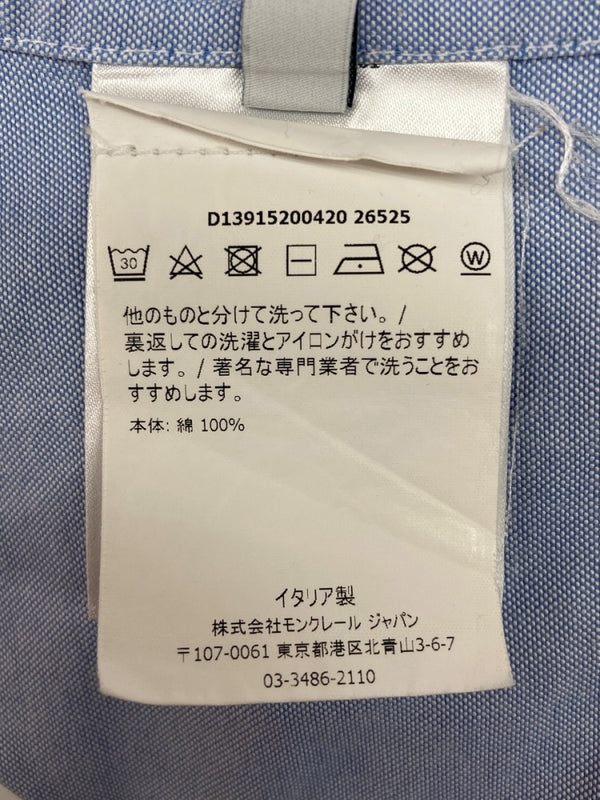 D13915200420 26525
30
W
他のものと分けて洗って下さい。/
裏返しての洗濯とアイロンがけをおすすめ
します。/ 著名な専門業者で洗うことをお
すすめします。
本体: 綿 100%
イタリア製
株式会社モンクレール ジャパン
〒107-0061 東京都港区北青山3-6-7
03-3486-2110